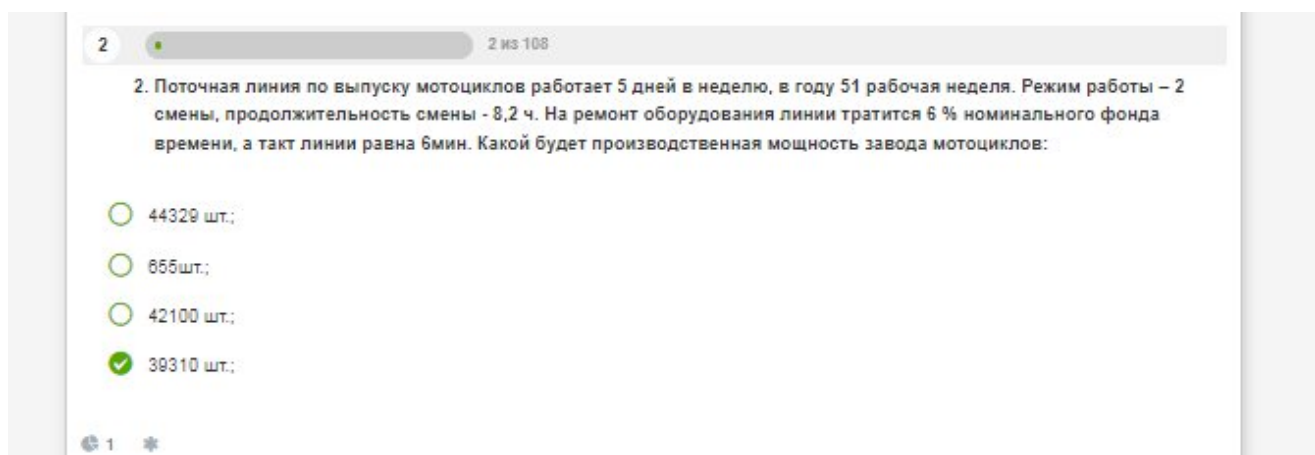 2 2 из 108
2. Поточная линия по выпуску мотоциклов работает 5 дней в неделю, в году 51 рабочая неделя. Режим работы – 2
смены, продолжительность смены - 8,2 ч. На ремонт оборудования линии тратится 6 % номинального фонда
времени, а такт линии равна 6мин. Какой будет производственная мощность завода мотоциклов:
44329 шт.;
655шт.;
42100 шт.;
39310 шт.;
1